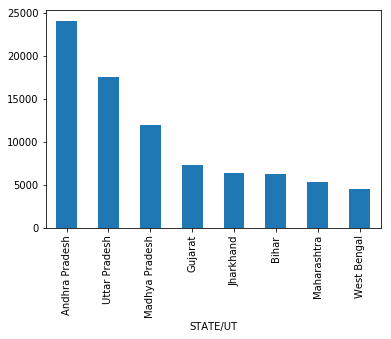 25000
20000
15000
10000
5000
0
Andhra Pradesh
Uttar Pradesh
Madhya Pradesh
Gujarat
Jharkhand
Bihar
Maharashtra
West Bengal
STATE/UT